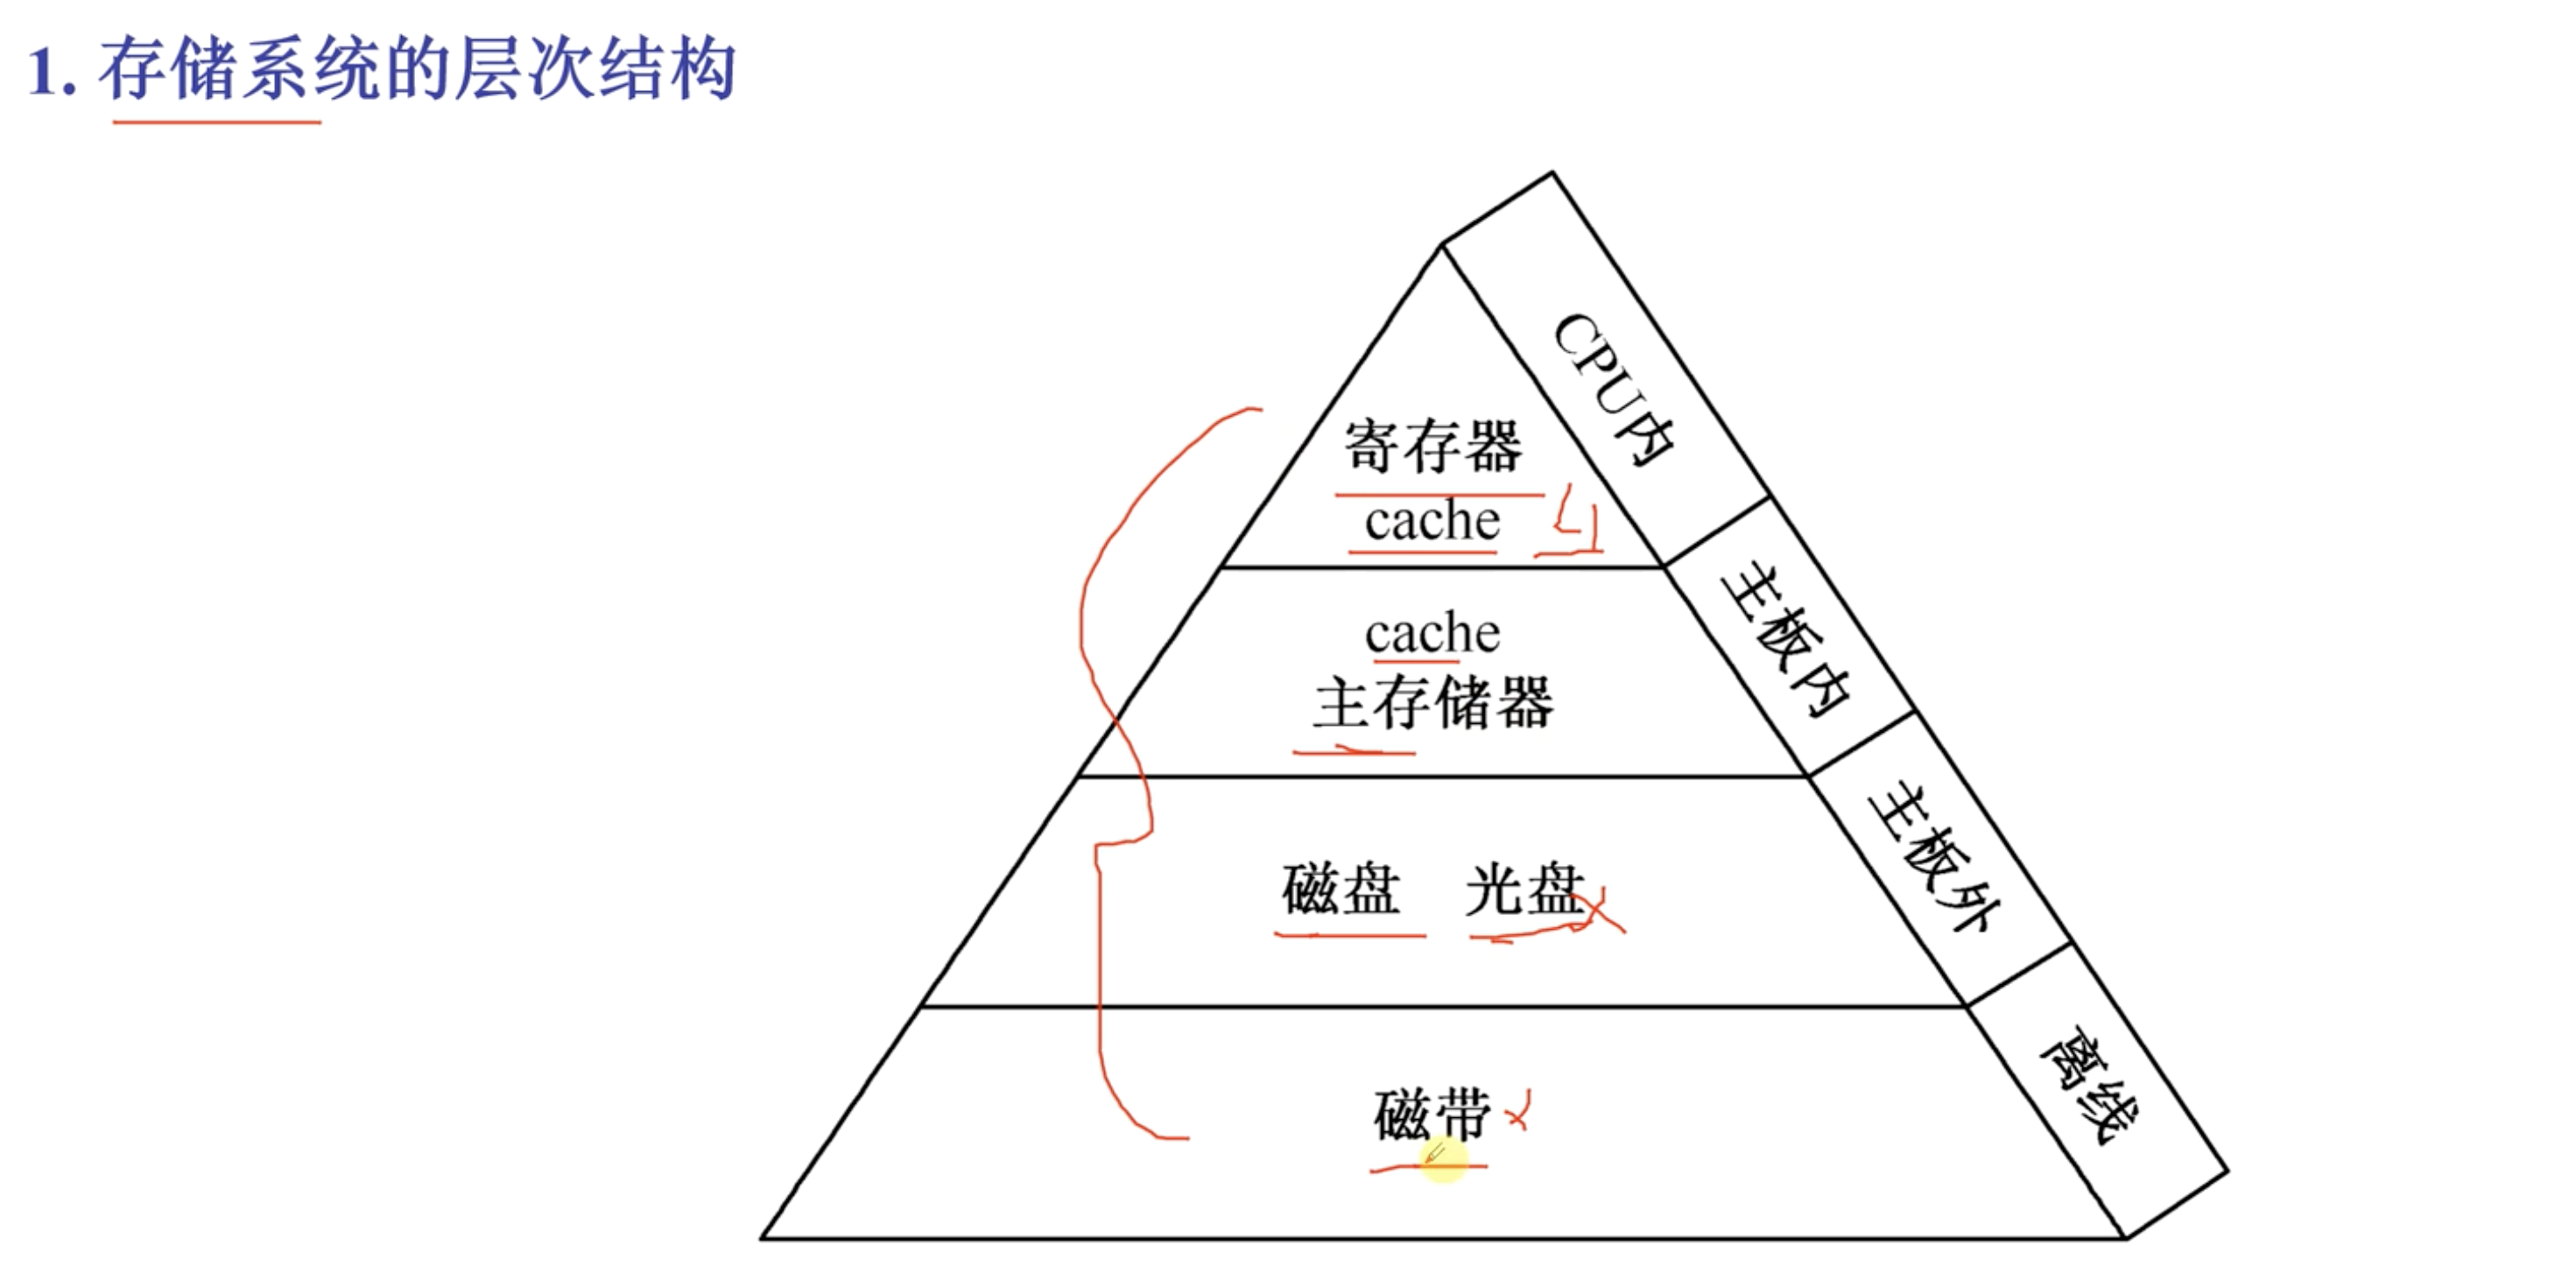 1. 存储系统的层次结构
CPU内
寄存器
cache
主板内
cache
主存储器
主板外
磁盘 光盘
离线
磁带